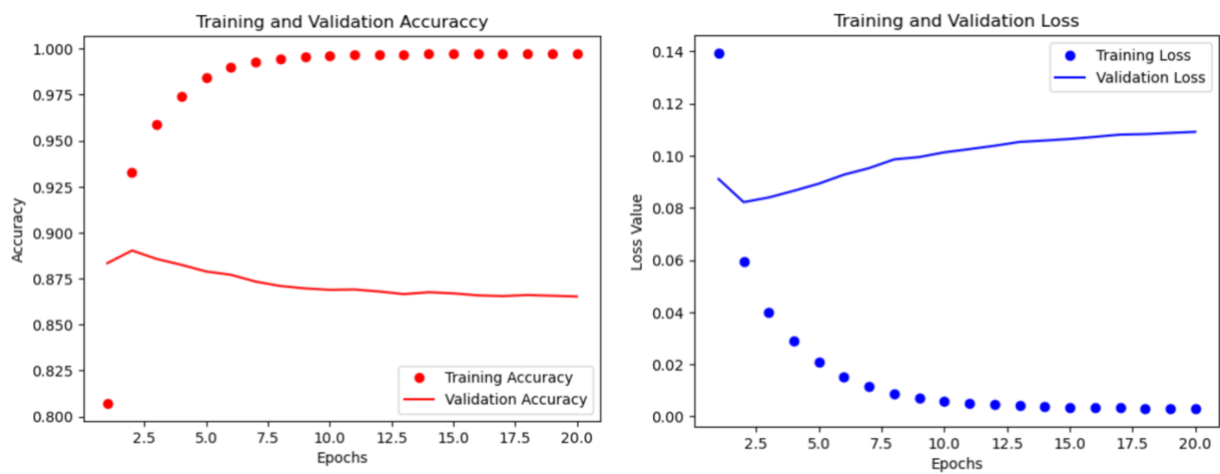 Training and Validation Accuraccy
1.000
0.975
0.950
0.925
0.900
0.875
0.850
0.825
0.800
Accuracy
Training Accuracy
Validation Accuracy
2.5 5.0 7.5 10.0 12.5 15.0 17.5 20.0
Epochs
Training and Validation Loss
0.14
0.12
0.10
0.08
0.06
0.04
0.02
0.00
Loss Value
Training Loss
Validation Loss
2.5 5.0 7.5 10.0 12.5 15.0 17.5 20.0
Epochs